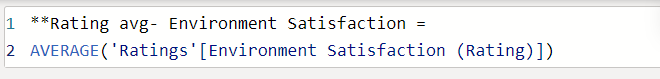 1 **Rating avg- Environment Satisfaction =
2 AVERAGE('Ratings'[Environment Satisfaction (Rating)])